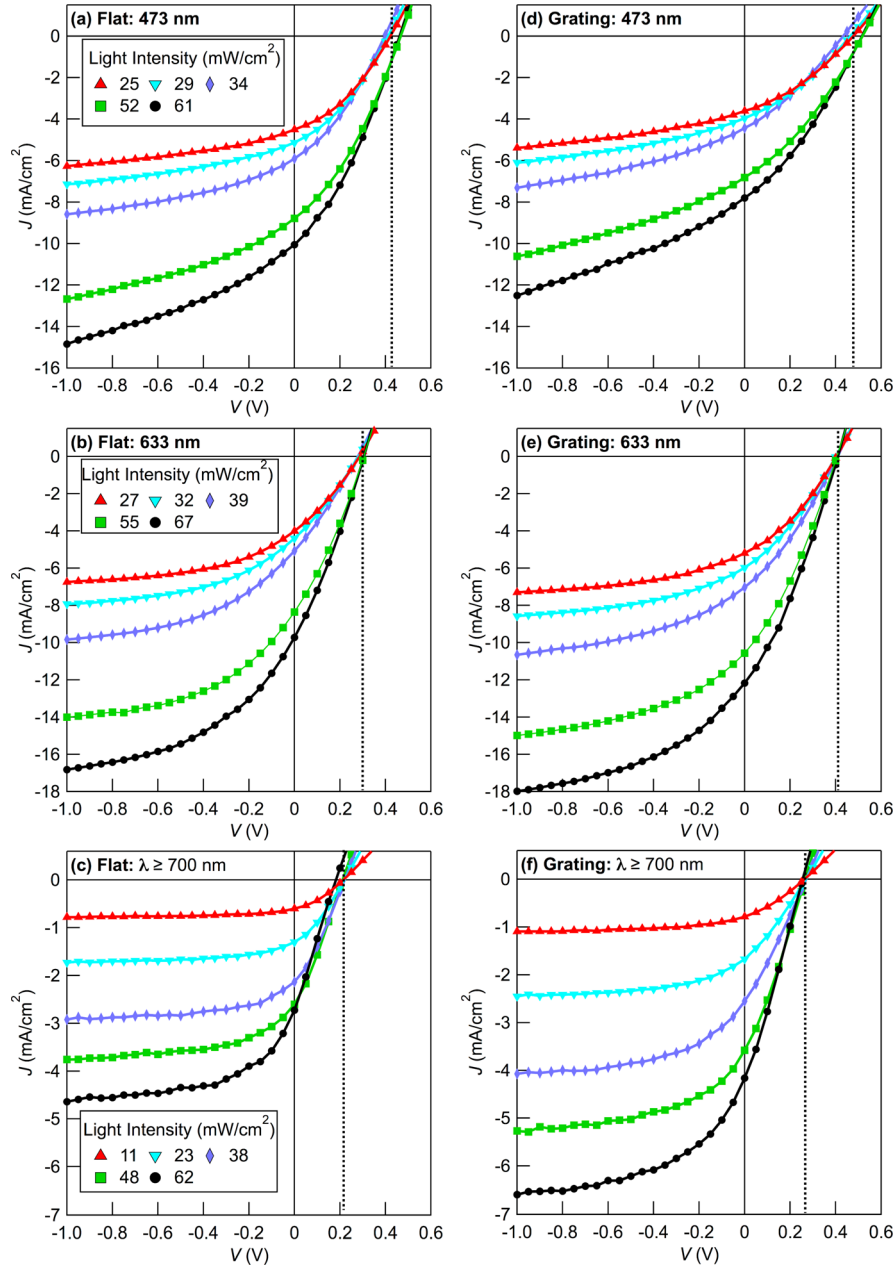 (a) Flat: 473 nm
Light Intensity (mW/cm²)
25 29 34
52 61
J (mA/cm²)
0
-2
-4
-6
-8
-10
-12
-14
-16
-1.0 -0.8 -0.6 -0.4 -0.2 0 0.2 0.4 0.6
V (V)
(d) Grating: 473 nm
J (mA/cm²)
0
-2
-4
-6
-8
-10
-12
-14
-16
-1.0 -0.8 -0.6 -0.4 -0.2 0 0.2 0.4 0.6
V (V)
(b) Flat: 633 nm
Light Intensity (mW/cm²)
27 32 39
55 67
J (mA/cm²)
0
-2
-4
-6
-8
-10
-12
-14
-16
-18
-1.0 -0.8 -0.6 -0.4 -0.2 0 0.2 0.4 0.6
V (V)
(e) Grating: 633 nm
J (mA/cm²)
0
-2
-4
-6
-8
-10
-12
-14
-16
-18
-1.0 -0.8 -0.6 -0.4 -0.2 0 0.2 0.4 0.6
V (V)
(c) Flat: λ ≥ 700 nm
J (mA/cm²)
0
-1
-2
-3
-4
-5
-6
-7
Light Intensity (mW/cm²)
11 23 38
48 62
-1.0 -0.8 -0.6 -0.4 -0.2 0 0.2 0.4 0.6
V (V)
(f) Grating: λ ≥ 700 nm
J (mA/cm²)
0
-1
-2
-3
-4
-5
-6
-7
-1.0 -0.8 -0.6 -0.4 -0.2 0 0.2 0.4 0.6
V (V)